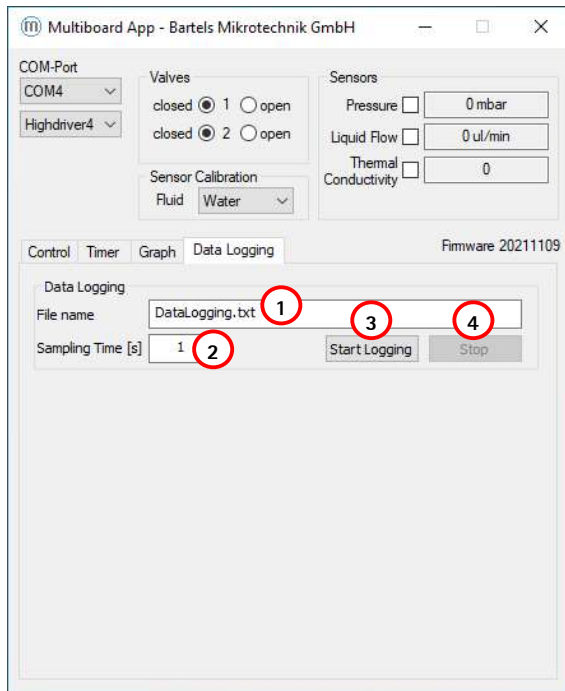 m Multiboard App - Bartels Mikrotechnik GmbH
COM-Port
COM4
Highdriver4
Valves
closed 1 open
closed 2 open
Sensor Calibration
Fluid Water
Sensors
Pressure 0 mbar
Liquid Flow 0 ul/min
Thermal
Conductivity 0
Control Timer Graph Data Logging
Firmware 20211109
Data Logging
File name DataLogging.txt 1
Sampling Time [s] 1 2
3 4
Start Logging Stop